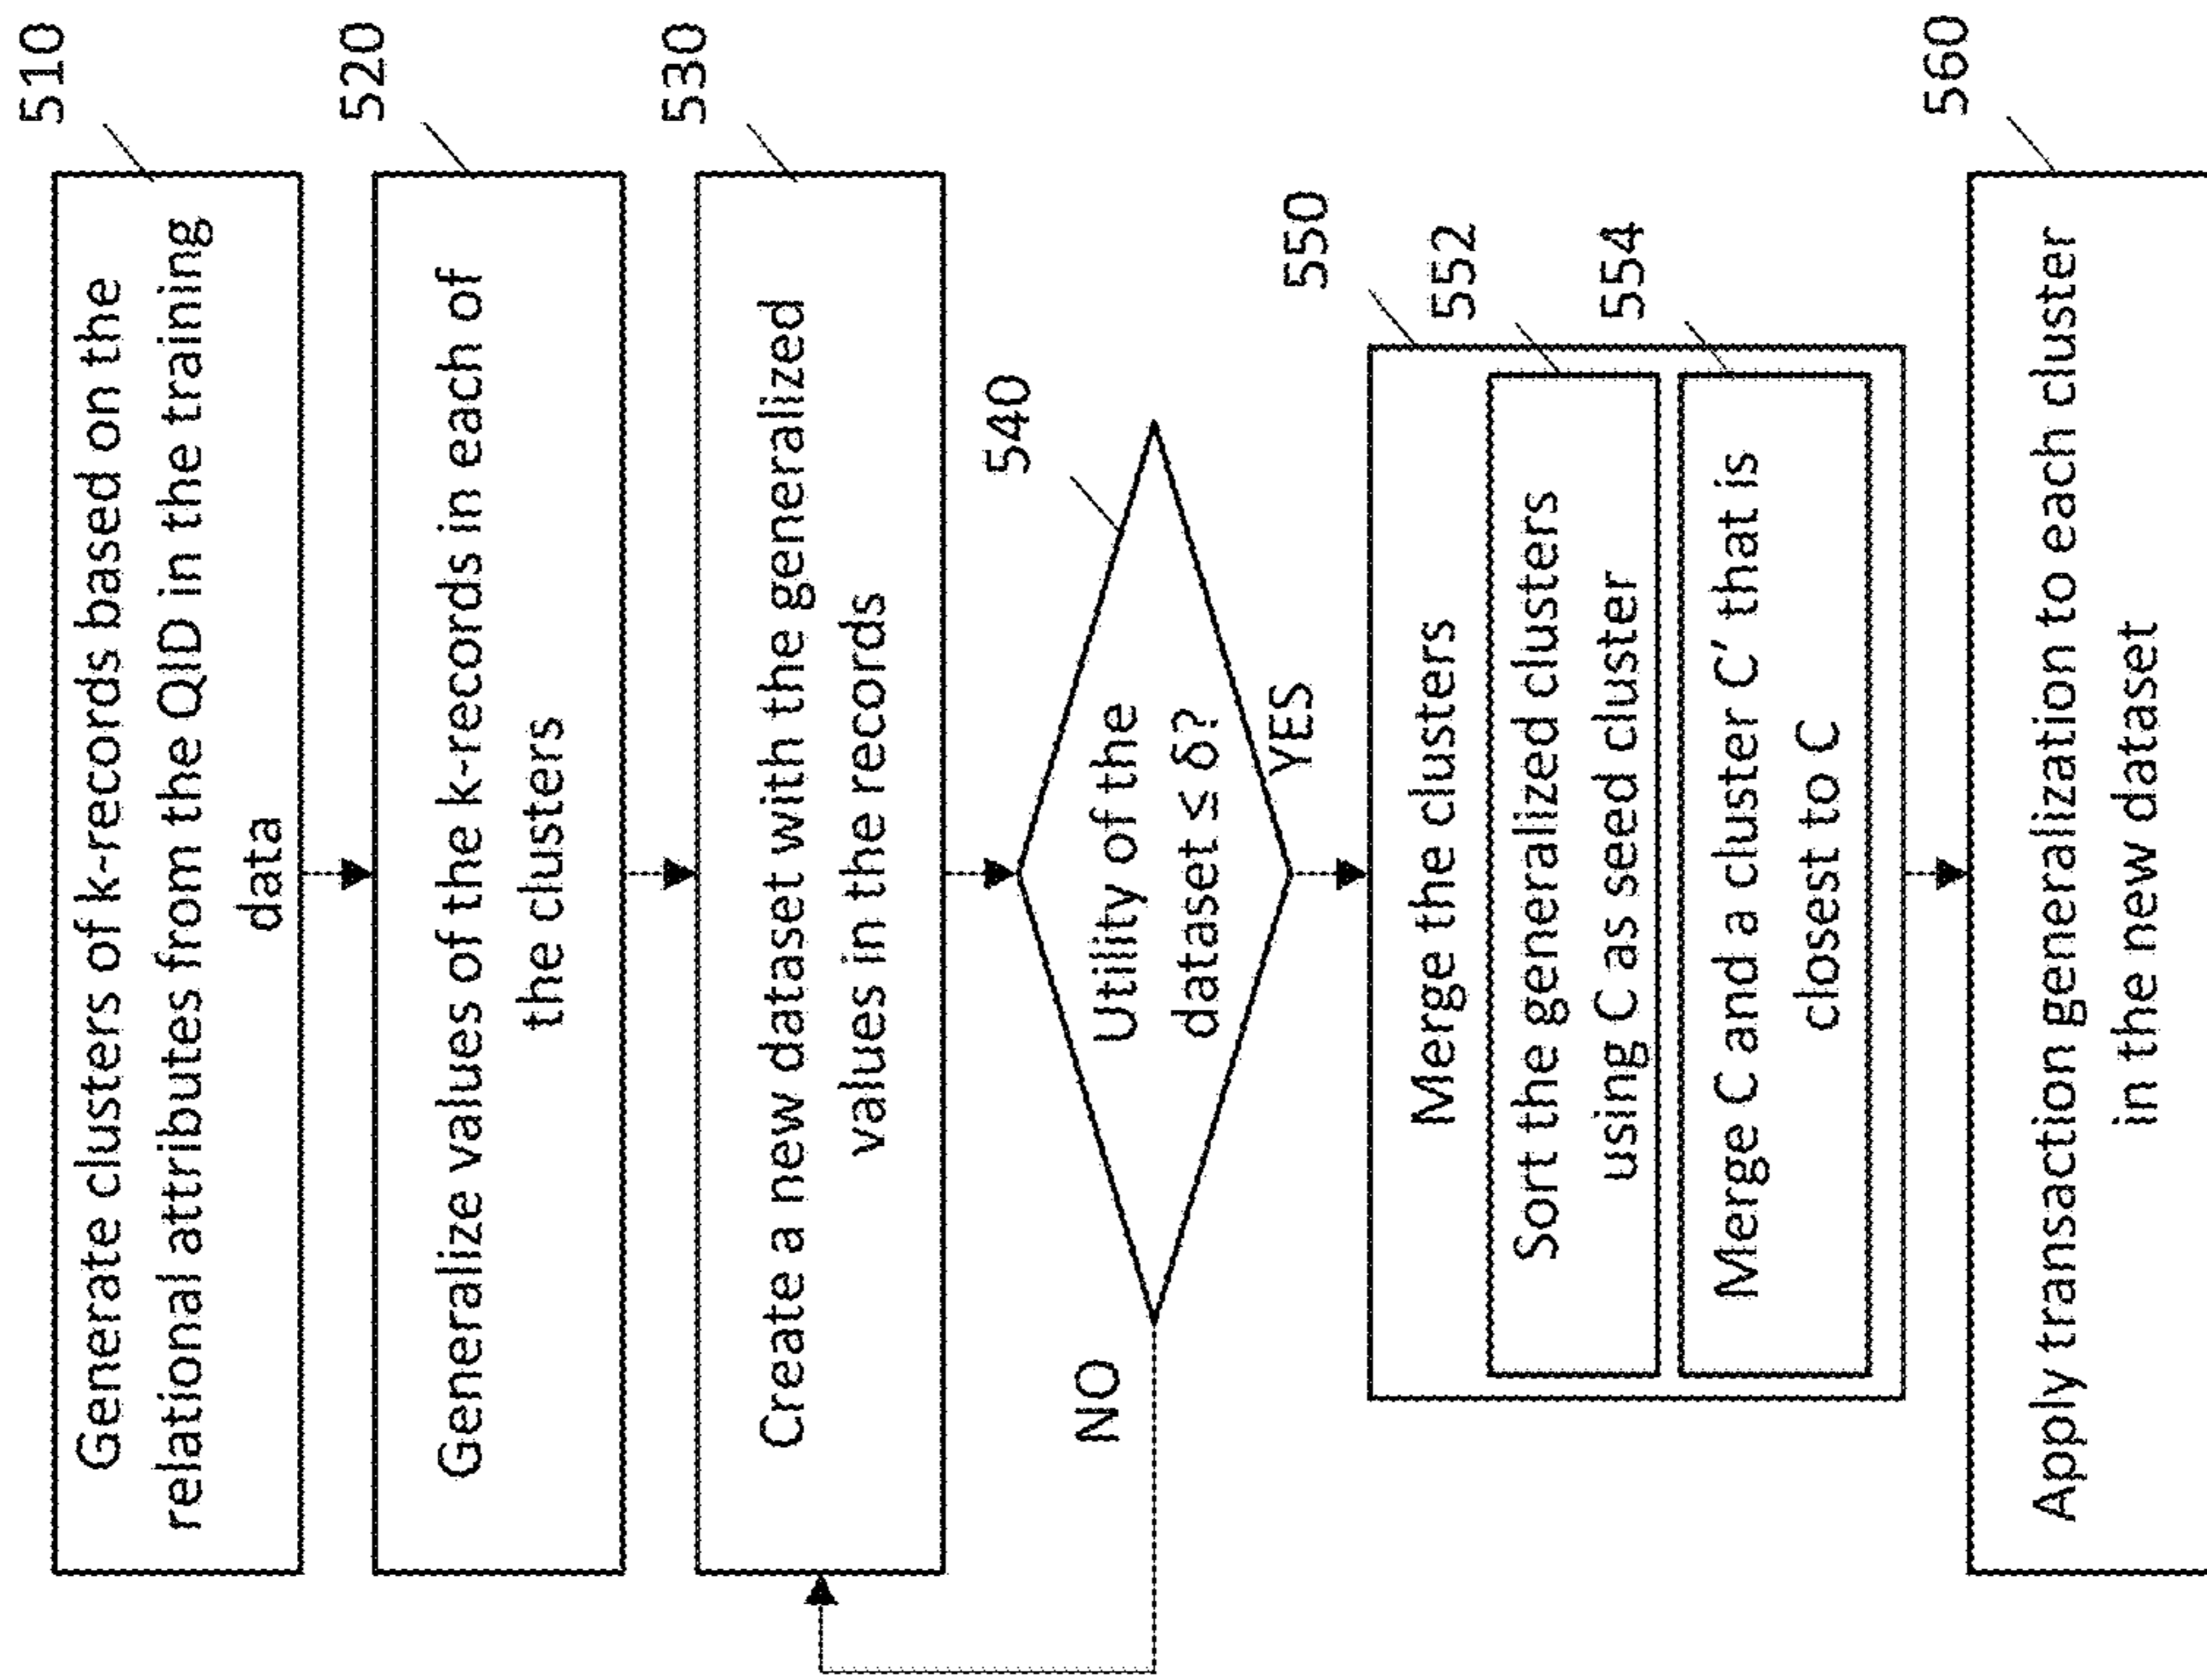 510
Generate clusters of k-records based on the
relational attributes from the QID in the training
data
520
Generalize values of the k-records in each of
the clusters
530
Create a new dataset with the generalized
values in the records
540
Utility of the
dataset ≤ δ?
NO
YES
550
Merge the clusters
552
Sort the generalized clusters
using C as seed cluster
554
Merge C and a cluster C' that is
closest to C
560
Apply transaction generalization to each cluster
in the new dataset